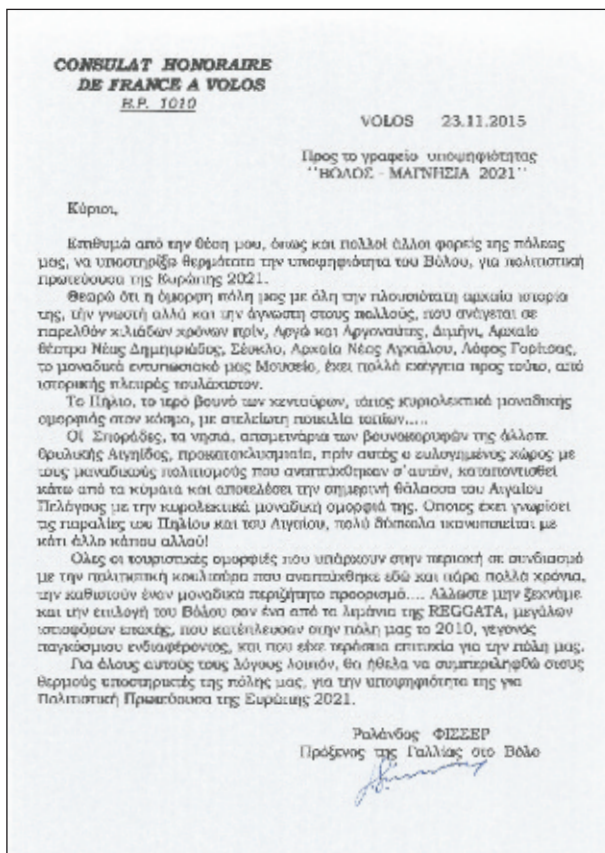 CONSULAT HONORAIRE
DE FRANCE A VOLOS
H.P. 1010
VOLOS 23.11.2015
Προς το γραφείο υποψηφιότητας
''ΒΟΛΟΣ - ΜΑΓΝΗΣΙΑ 2021''
Κύριοι,
Επιθυμώ από την θέση μου, όπως και πολλοί άλλοι φορείς της πόλεως
μας, να υποστηρίξω θερμότατα την υποψηφιότητα του Βόλου, για πολιτιστική
πρωτεύουσα της Ευρώπης 2021.
Θεωρώ ότι η όμορφη πόλη μας με όλη την πλουσιότατη αρχαία ιστορία
της, την γνωστή αλλά και την άγνωστη στους πολλούς, που ανάγεται σε
παρελθόν χιλιάδων χρόνων πρίν, Αργώ και Αργοναύτες, Διμήνι, Αρχαίο
θέατρο Νέας Δημητριάδος, Σέσκλο, Αρχαία Νέας Αγχιάλου, Λόφος Γορίτσας,
το μοναδικά εντυπωσιακό μας Μουσείο, έχει πολλά εχέγγεια προς τούτο, από
ιστορικής πλευράς τουλάχιστον.
Το Πήλιο, το ιερό βουνό των κενταύρων, τόπος κυριολεκτικά μοναδικής
ομορφιάς στον κόσμο, με ατελείωτη ποικιλία τοπίων.....
Οί Σποράδες, τα νησιά, απομεινάρια των βουνοκορυφών της άλλοτε
θρυλικής Αιγηίδος, προκατακλυσμιαία, πρίν αυτός ο ευλογημένος χώρος με
τους μοναδικούς πολιτισμούς που αναπτύχθηκαν σ'αυτόν, καταποντισθεί
κάτω από τα κύματα και αποτελέσει την σημερινή θάλασσα του Αιγαίου
Πελάγους με την κυρολεκτικά μοναδική ομορφιά της. Οποιος έχει γνωρίσει
τις παραλίες του Πηλίου και του Αιγαίου, πολύ δύσκολα ικανοποιείται με
κάτι άλλο κάπου αλλού!
Ολες οι τουριστικές ομορφιές που υπάρχουν στην περιοχή σε συνδιασμό
με την πολιτιστική κουλτούρα που αναπτύχθηκε εδώ και πάρα πολλά χρόνια,
την καθιστούν έναν μοναδικά περιζήτητο προορισμό.... Αλλωστε μην ξεχνάμε
και την επιλογή του Βόλου σαν ένα από τα λιμάνια της REGGATA, μεγάλων
ιστιοφόρων εποχής, που κατέπλευσαν στην πόλη μας το 2010, γεγονός
παγκόσμιου ενδιαφέροντος, και που είχε τεράστια επιτυχία για την πόλη μας.
Για όλους αυτούς τους λόγους λοιπόν, θα ήθελα να συμπεριληφθώ στους
θερμούς υποστηρικτές της πόλης μας, για την υποψηφιότητα της για
Πολιτιστική Πρωτεύουσα της Ευρώπης 2021.
Ραλάνδος ΦΙΣΣΕΡ
Πρόξενος της Γαλλίας στο Βόλο